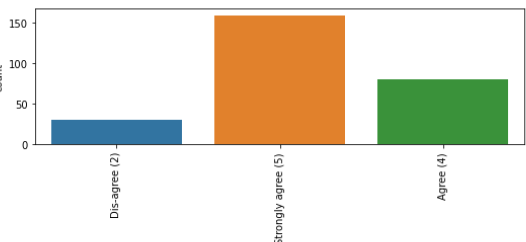 150
100
50
0
count
Dis-agree (2)
Strongly agree (5)
Agree (4)